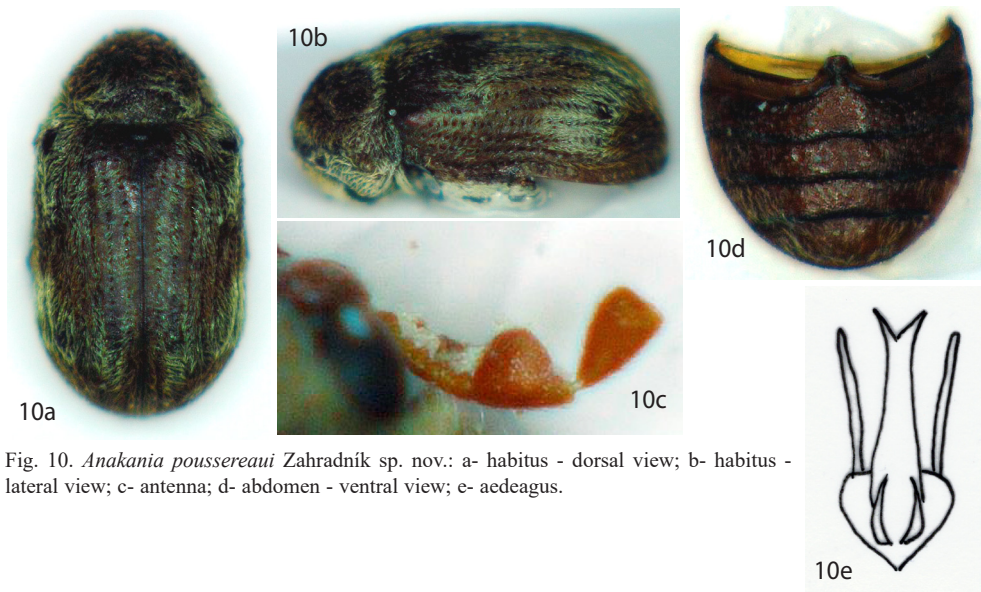 10a
10b
10c
10d
10e
Fig. 10. Anakania poussereaui Zahradník sp. nov.: a- habitus - dorsal view; b- habitus -
lateral view; c- antenna; d- abdomen - ventral view; e- aedeagus.